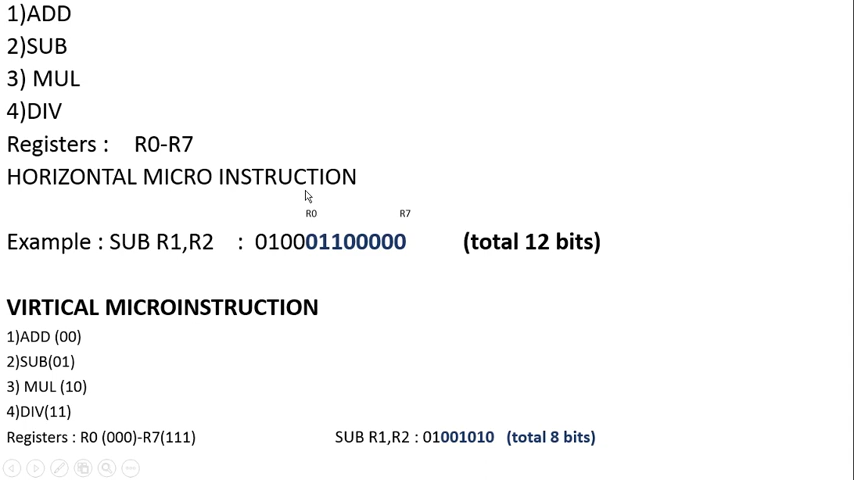 1)ADD
2)SUB
3) MUL
4)DIV
Registers : R0-R7
HORIZONTAL MICRO INSTRUCTION
R0 R7
Example : SUB R1,R2 : 010001100000 (total 12 bits)
VIRTICAL MICROINSTRUCTION
1)ADD (00)
2)SUB(01)
3) MUL (10)
4)DIV(11)
Registers : R0 (000)-R7(111) SUB R1,R2 : 01001010 (total 8 bits)